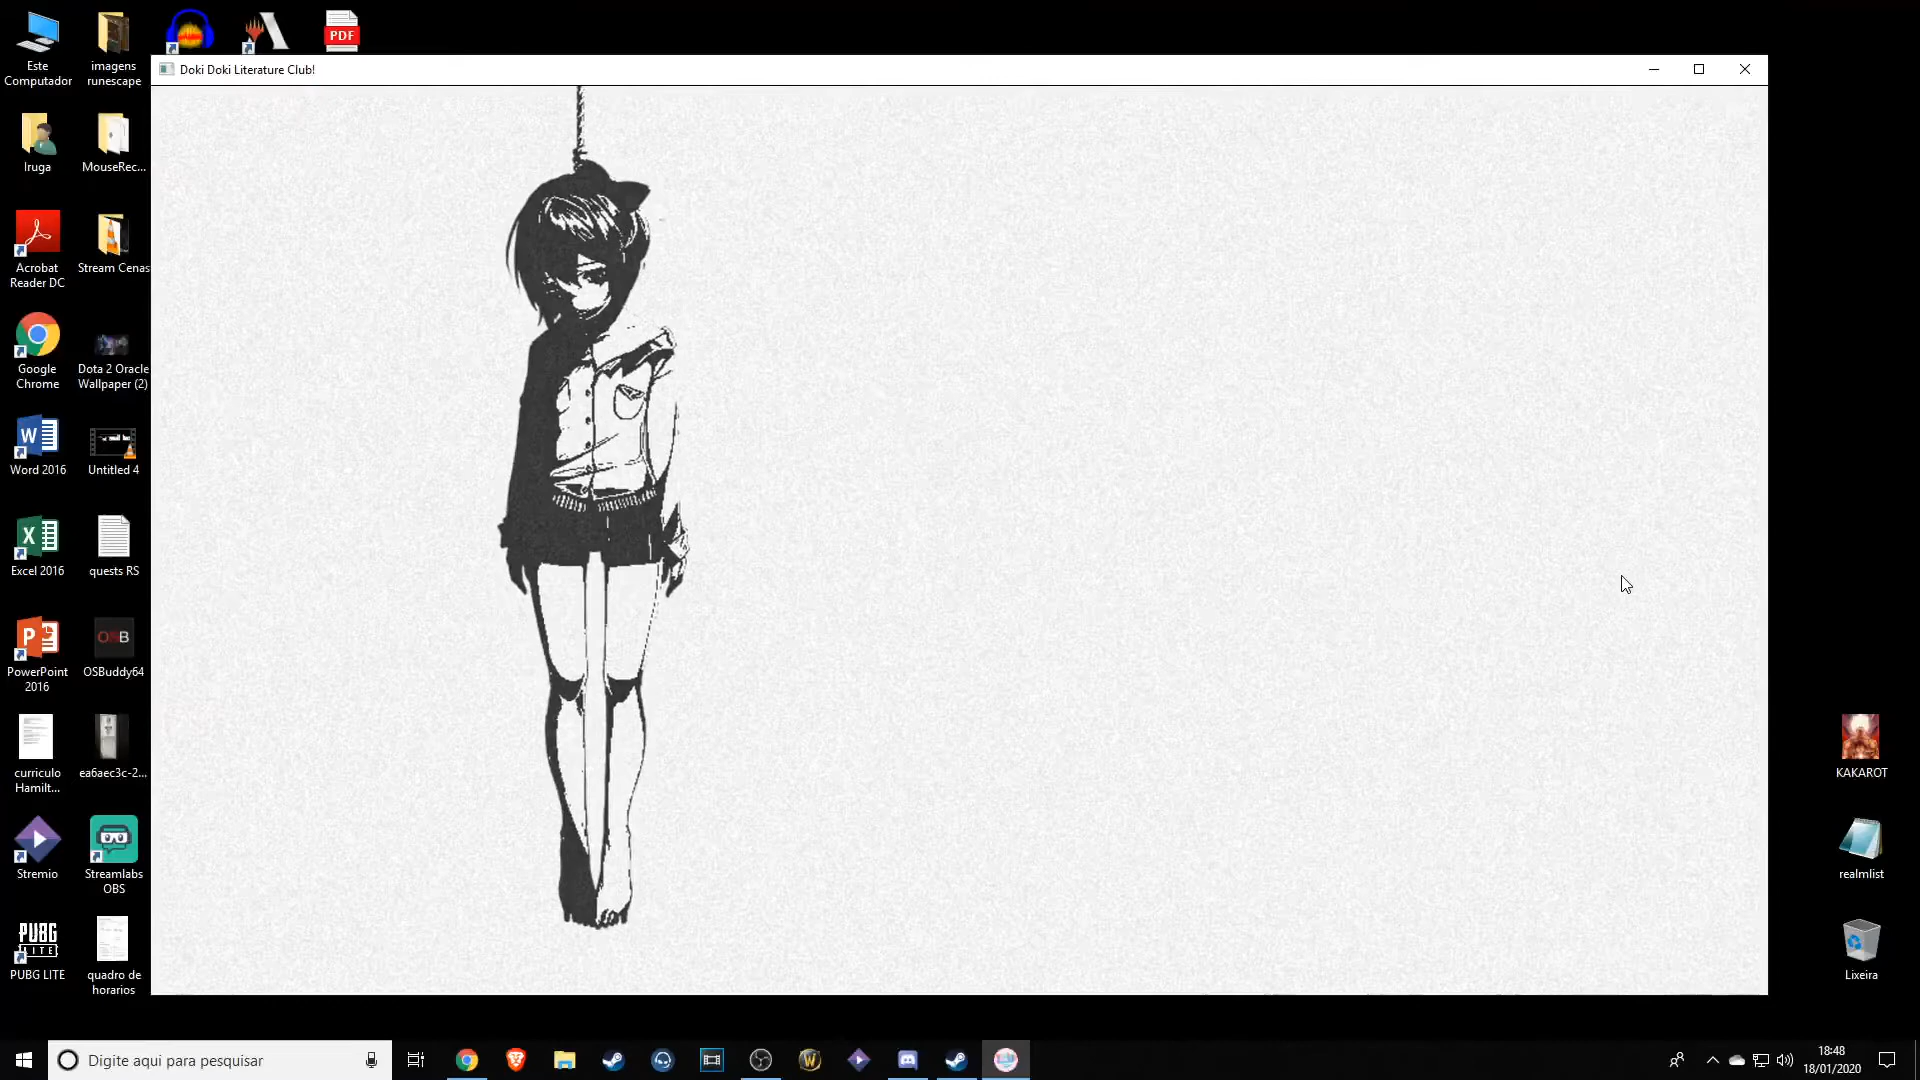 PDF
Este
Computador
imagens
runescape
Doki Doki Literature Club!
Iruga
MouseRec...
Acrobat
Reader DC
Stream Cenas
Google
Chrome
Dota 2 Oracle
Wallpaper (2)
W
Word 2016
Untitled 4
X
Excel 2016
quests RS
P
PowerPoint
2016
OSB
OSBuddy64
curriculo
Hamilt...
ea6aec3c-2...
KAKAROT
Stremio
Streamlabs
OBS
realmlist
PUBG
LITE
PUBG LITE
quadro de
horarios
Lixeira
Digite aqui para pesquisar
W
18:48
18/01/2020